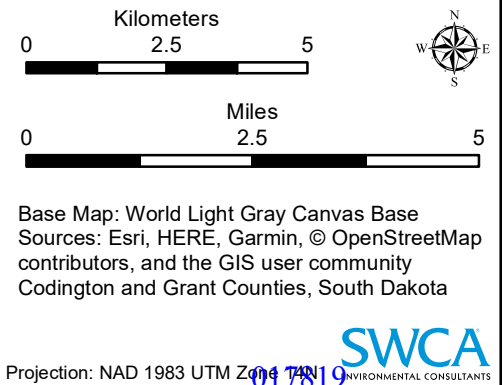 Kilometers
0 2.5 5
N
W E
S
Miles
0 2.5 5
Base Map: World Light Gray Canvas Base
Sources: Esri, HERE, Garmin, © OpenStreetMap
contributors, and the GIS user community
Codington and Grant Counties, South Dakota
SWCA
ENVIRONMENTAL CONSULTANTS
Projection: NAD 1983 UTM Zone 14N
017819